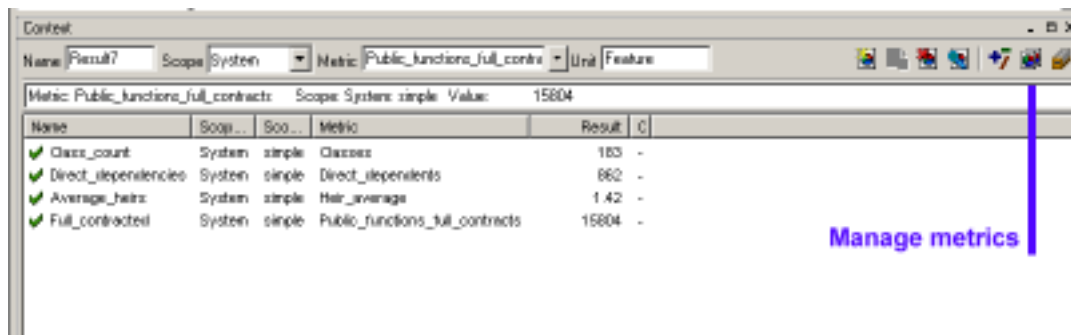 Context
Name Result7 Scope System Metric Public_functions_full_contra Unit Feature
Metric: Public_functions_full_contracts Scope: System: simple Value: 15804
Name Scop... Sco... Metric Result C
Class_count System simple Classes 183 -
Direct_dependencies System simple Direct_dependents 862 -
Average_heirs System simple Heir_average 1.42 -
Full_contracted System simple Public_functions_full_contracts 15804 -
Manage metrics